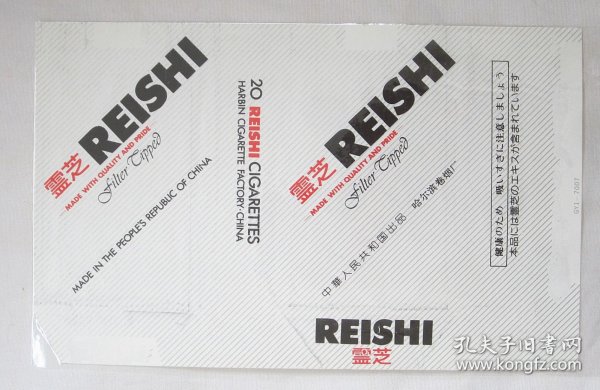 霊芝 REISHI
MADE WITH QUALITY AND PRIDE
Filter Tipped
MADE IN THE PEOPLE'S REPUBLIC OF CHINA
20 REISHI CIGARETTES
HARBIN CIGARETTE FACTORY·CHINA
霊芝 REISHI
MADE WITH QUALITY AND PRIDE
Filter Tipped
中華人民共和国出品 哈尔滨卷烟厂
健康のため 吸いすぎに注意しましょう
本品には霊芝のエキスが含まれています
REISHI
霊芝
孔夫子旧书网
www.kongfz.com